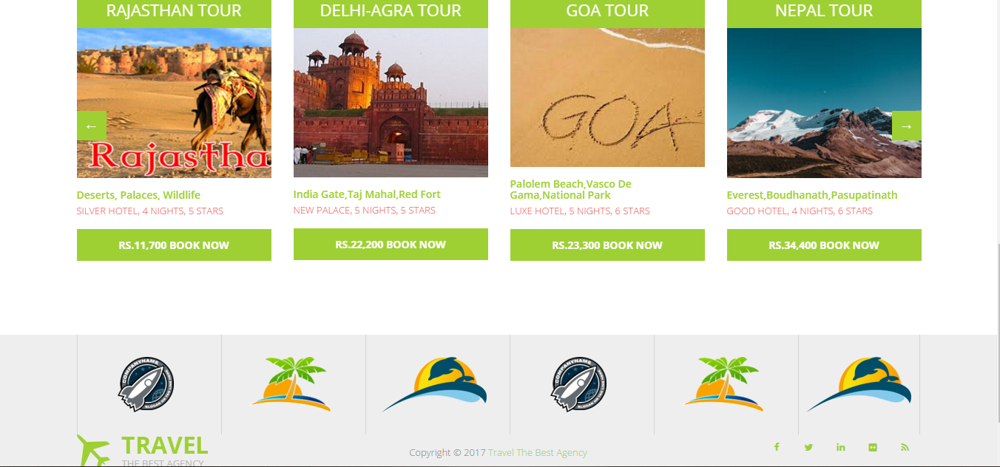 RAJASTHAN TOUR
DELHI-AGRA TOUR
GOA TOUR
NEPAL TOUR
←
Rajastha
GOA
→
Deserts, Palaces, Wildlife
SILVER HOTEL, 4 NIGHTS, 5 STARS
RS.11,700 BOOK NOW
India Gate,Taj Mahal,Red Fort
NEW PALACE, 5 NIGHTS, 5 STARS
RS.22,200 BOOK NOW
Palolem Beach,Vasco De
Gama,National Park
LUXE HOTEL, 5 NIGHTS, 6 STARS
RS.23,300 BOOK NOW
Everest,Boudhanath,Pasupatinath
GOOD HOTEL, 4 NIGHTS, 6 STARS
RS.34,400 BOOK NOW
COMPANYNAME
COMPANYNAME
TRAVEL
THE BEST AGENCY
Copyright © 2017 Travel The Best Agency